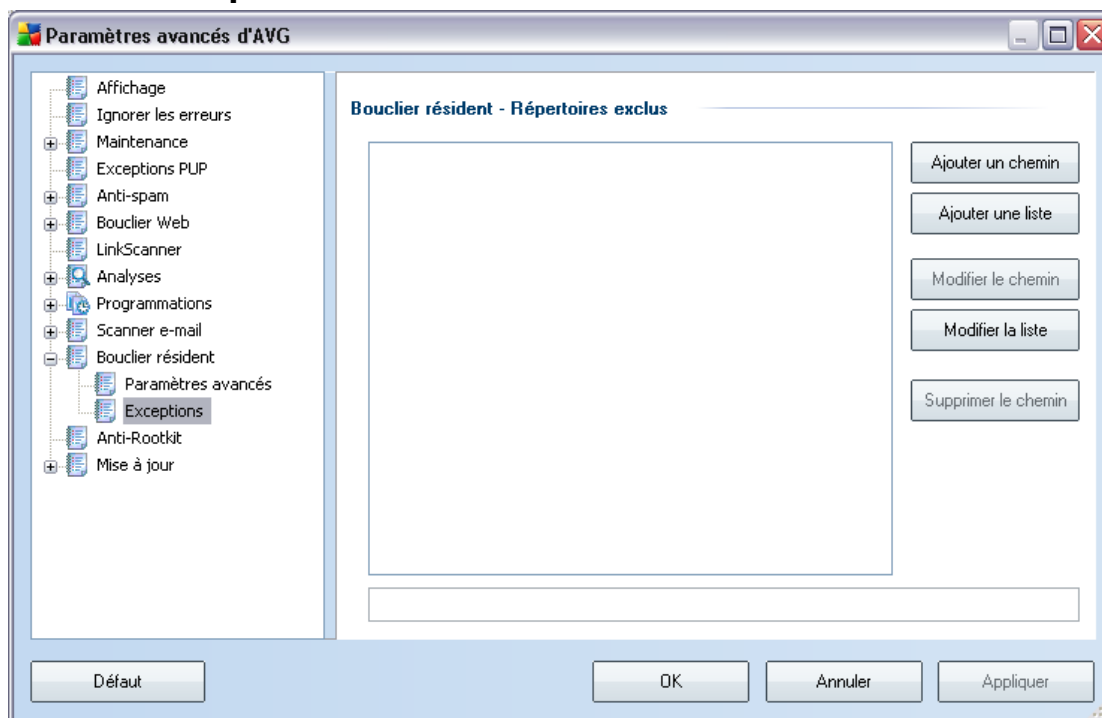 Paramètres avancés d'AVG
Affichage
Ignorer les erreurs
Maintenance
Exceptions PUP
Anti-spam
Bouclier Web
LinkScanner
Analyses
Programmations
Scanner e-mail
Bouclier résident
Paramètres avancés
Exceptions
Anti-Rootkit
Mise à jour
Bouclier résident - Répertoires exclus
Ajouter un chemin
Ajouter une liste
Modifier le chemin
Modifier la liste
Supprimer le chemin
Défaut
OK
Annuler
Appliquer